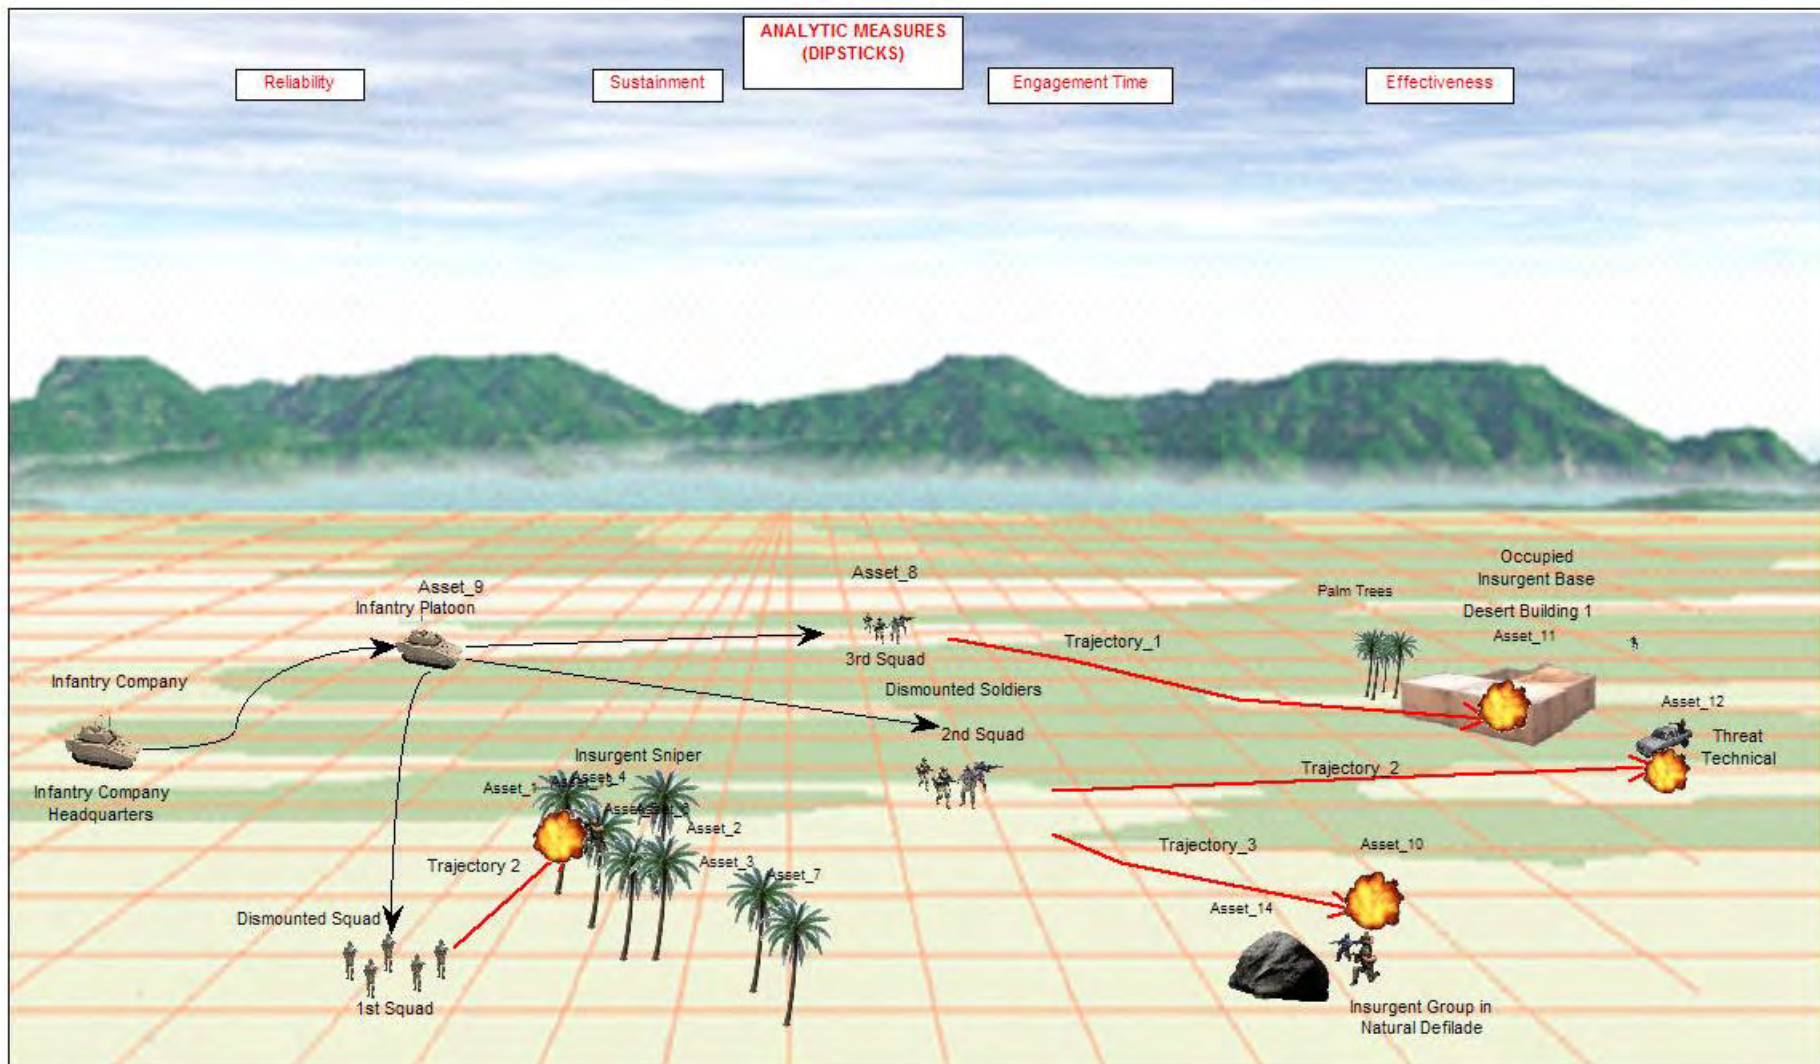 ANALYTIC MEASURES
(DIPSTICKS)
Reliability
Sustainment
Engagement Time
Effectiveness
Occupied
Insurgent Base
Palm Trees
Desert Building 1
Asset_11
Asset_9
Infantry Platoon
Asset_8
3rd Squad
Trajectory_1
Infantry Company
Dismounted Soldiers
2nd Squad
Asset_12
Threat
Technical
Infantry Company
Headquarters
Insurgent Sniper
Asset_1
Asset_4
Asset_2
Asset_3
Asset_7
Trajectory_2
Trajectory_3
Asset_10
Trajectory 2
Dismounted Squad
1st Squad
Asset_14
Insurgent Group in
Natural Defilade